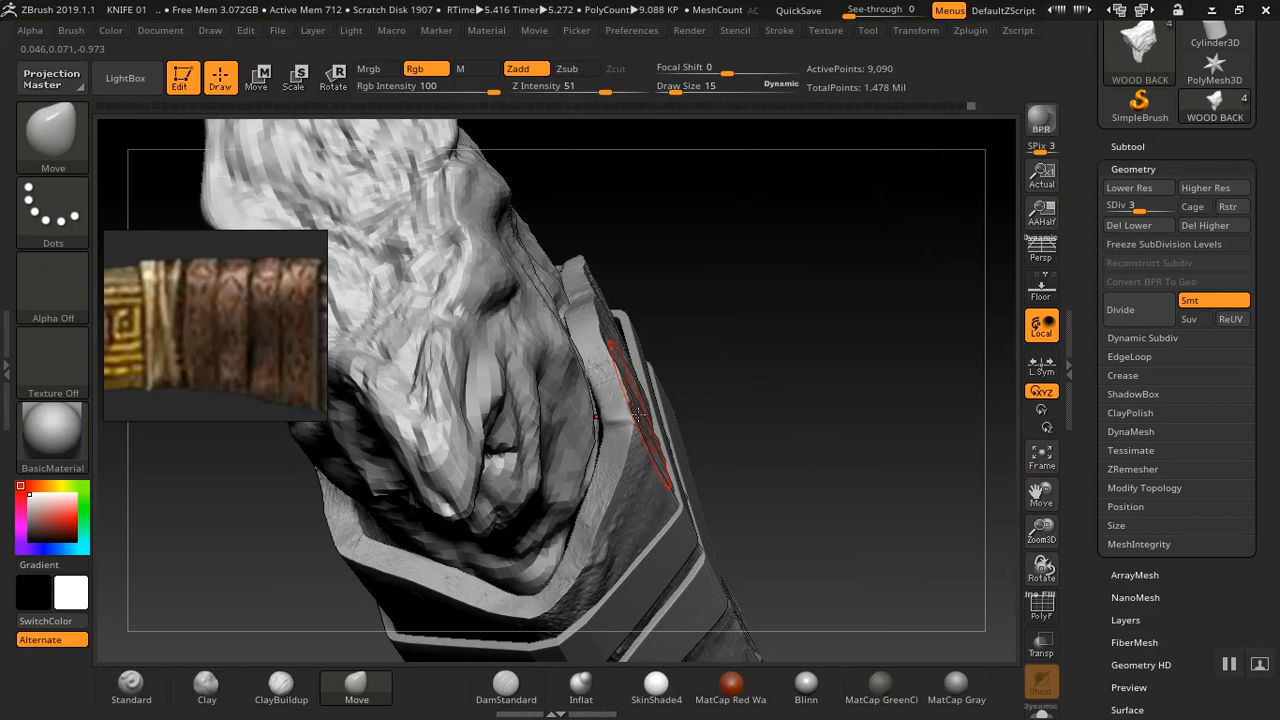 ZBrush 2019.1.1 KNIFE 01 • Free Mem 3.072GB • Active Mem 712 • Scratch Disk 1907 • RTime▸5.416 Timer▸5.272 • PolyCount▸9.088 KP • MeshCount
AC QuickSave See-through 0 Menus DefaultZScript
Alpha Brush Color Document Draw Edit File Layer Light Macro Marker Material Movie Picker Preferences Render Stencil Stroke Texture Tool Transform Zplugin Zscript
0.046,0.071,-0.973
Projection Master
LightBox
Edit Draw Move Scale Rotate
Mrgb Rgb M Zadd Zsub Zcut
Rgb Intensity 100 Z Intensity 51
Focal Shift 0
Draw Size 15 Dynamic
ActivePoints: 9,090
TotalPoints: 1.478 Mil
Move
Dots
Alpha Off
Texture Off
BasicMaterial
Gradient
SwitchColor
Alternate
BPR
SPix 3
Actual
AAHalf
Dynamic
Persp
Floor
Local
L.Sym
XYZ
Frame
Move
Zoom3D
Rotate
Line Fill
PolyF
Transp
Ghost
Dynamic
4
WOOD BACK
Cylinder3D
PolyMesh3D
SimpleBrush
4
WOOD BACK
Subtool
Geometry
Lower Res Higher Res
SDiv 3 Cage Rstr
Del Lower Del Higher
Freeze SubDivision Levels
Reconstruct Subdiv
Convert BPR To Geo
Divide Smt
Suv ReUV
Dynamic Subdiv
EdgeLoop
Crease
ShadowBox
ClayPolish
DynaMesh
Tessimate
ZRemesher
Modify Topology
Position
Size
MeshIntegrity
ArrayMesh
NanoMesh
Layers
FiberMesh
Geometry HD
Preview
Surface
Standard Clay ClayBuildup Move DamStandard Inflat SkinShade4 MatCap Red Wa Blinn MatCap GreenCl MatCap Gray